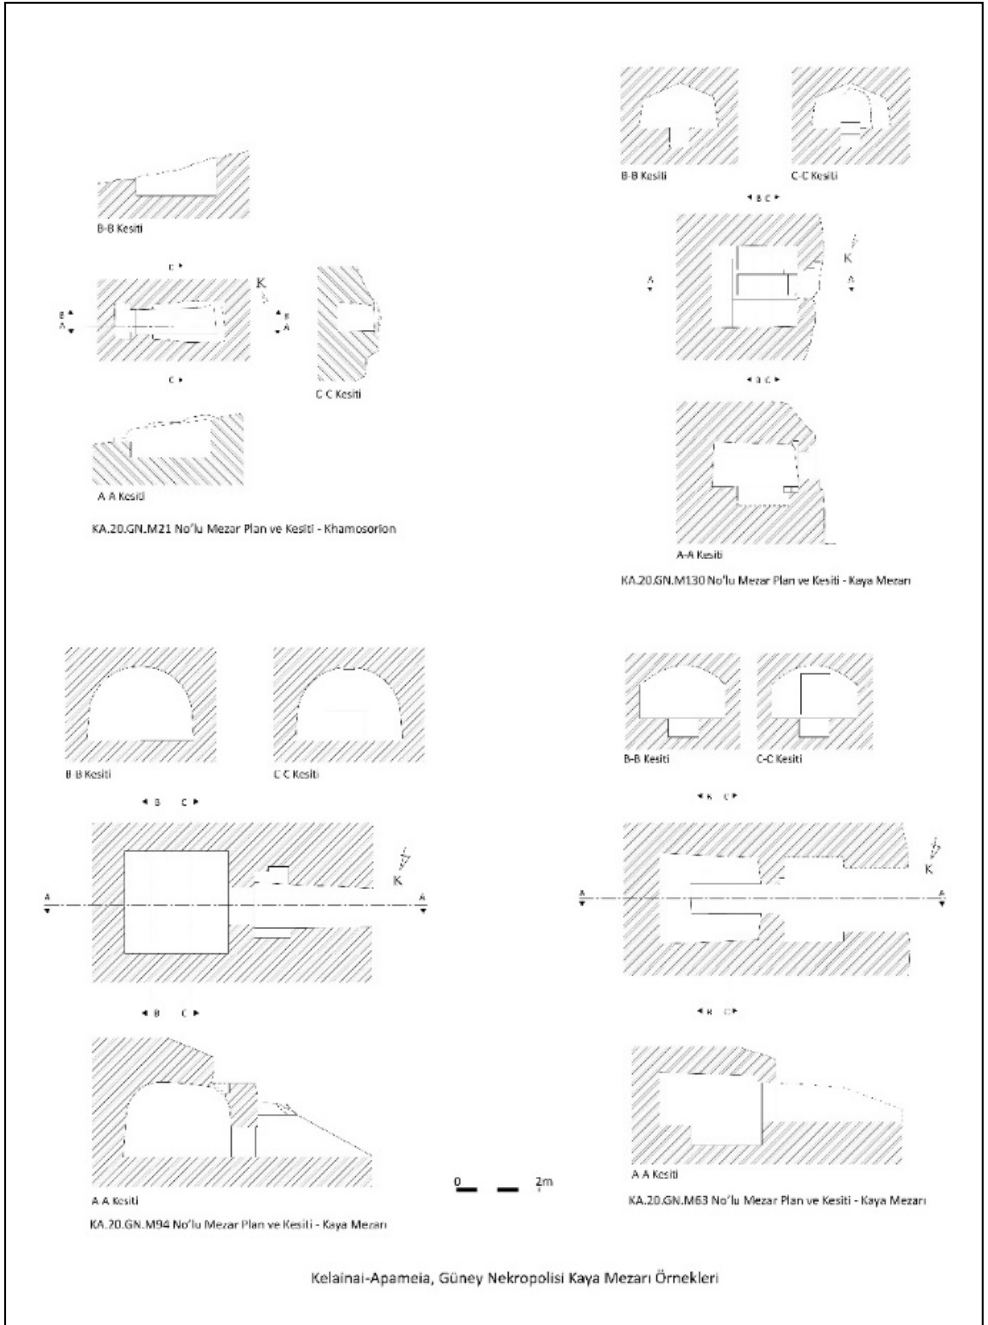 B-B Kesiti
C ▸
K
B
A
B
A
C ▸
C-C Kesiti
A-A Kesiti
KA.20.GN.M21 No'lu Mezar Plan ve Kesiti - Khamosorion
B-B Kesiti
C-C Kesiti
◂ B C ▸
K
A
A
◂ B C ▸
A-A Kesiti
KA.20.GN.M130 No'lu Mezar Plan ve Kesiti - Kaya Mezarı
B-B Kesiti
C-C Kesiti
◂ B C ▸
K
A
A
◂ B C ▸
A-A Kesiti
KA.20.GN.M94 No'lu Mezar Plan ve Kesiti - Kaya Mezarı
B-B Kesiti
C-C Kesiti
◂ B C ▸
K
A
A
◂ B C ▸
A-A Kesiti
KA.20.GN.M63 No'lu Mezar Plan ve Kesiti - Kaya Mezarı
0 2m
Kelainai-Apameia, Güney Nekropolisi Kaya Mezarı Örnekleri